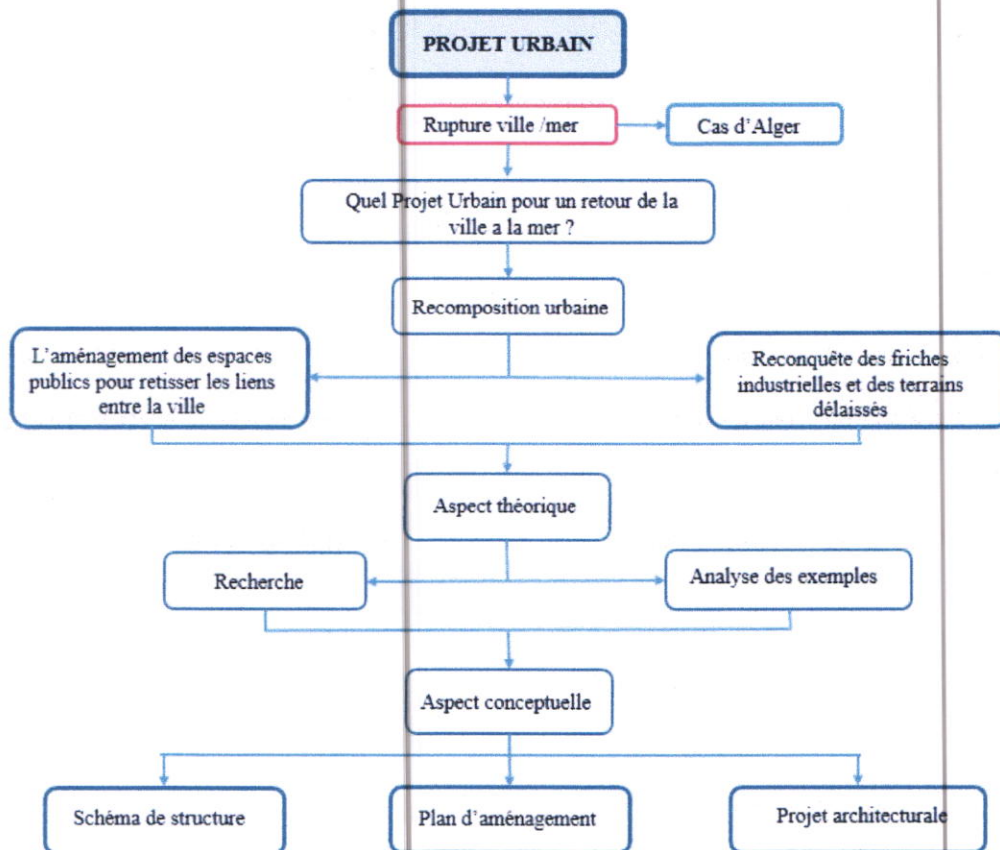 PROJET URBAIN
Rupture ville /mer
Cas d'Alger
Quel Projet Urbain pour un retour de la
ville a la mer ?
Recomposition urbaine
L'aménagement des espaces
publics pour retisser les liens
entre la ville
Reconquête des friches
industrielles et des terrains
délaissés
Aspect théorique
Recherche
Analyse des exemples
Aspect conceptuelle
Schéma de structure
Plan d'aménagement
Projet architecturale